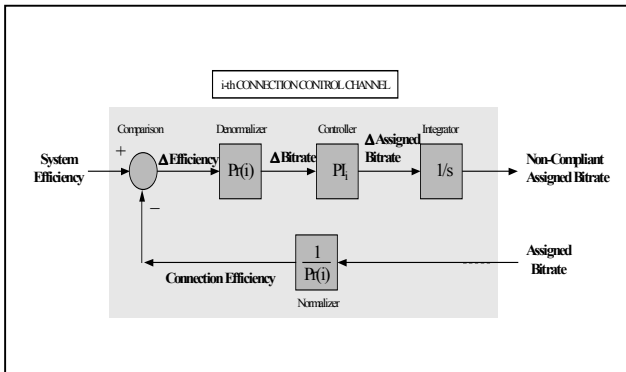 i-th CONNECTION CONTROL CHANNEL
Comparison
Denormalizer
Controller
Integrator
System
Efficiency
+
−
Δ Efficiency
Pr(i)
Δ Bitrate
PIi
Δ Assigned
Bitrate
1/s
Non-Compliant
Assigned Bitrate
Connection Efficiency
1
Pr(i)
Normalizer
Assigned
Bitrate